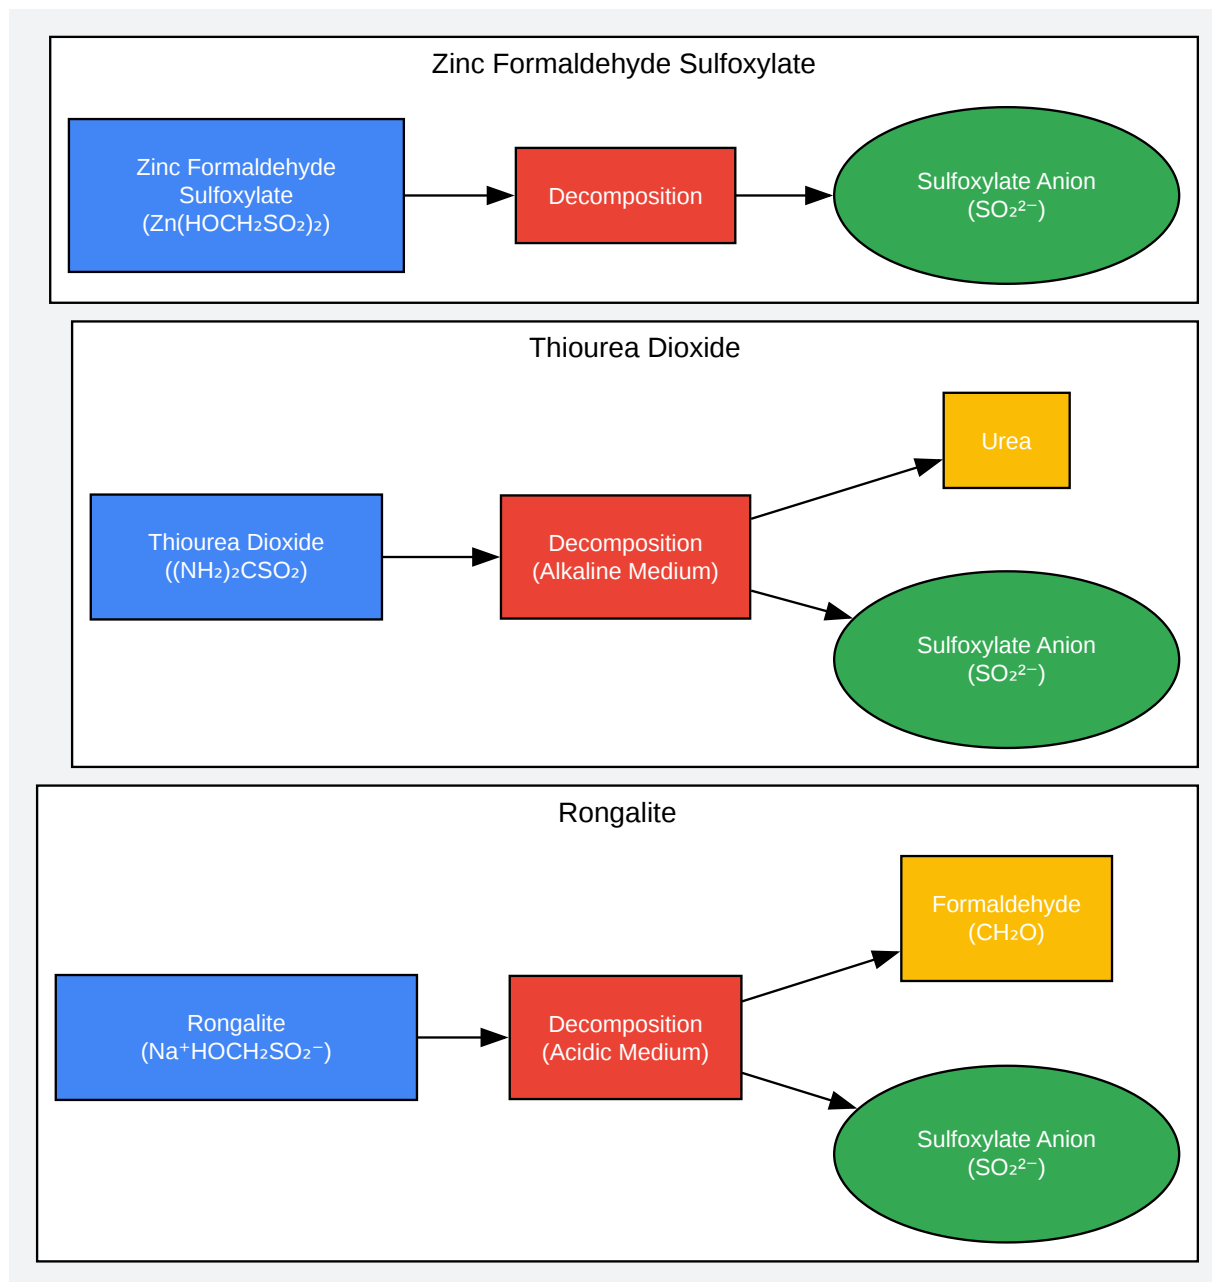 Zinc Formaldehyde Sulfoxylate
Zinc Formaldehyde
Sulfoxylate
(Zn(HOCH₂SO₂)₂)
Decomposition
Sulfoxylate Anion
(SO₂²⁻)
Thiourea Dioxide
Thiourea Dioxide
((NH₂)₂CSO₂)
Decomposition
(Alkaline Medium)
Urea
Sulfoxylate Anion
(SO₂²⁻)
Rongalite
Rongalite
(Na⁺HOCH₂SO₂⁻)
Decomposition
(Acidic Medium)
Formaldehyde
(CH₂O)
Sulfoxylate Anion
(SO₂²⁻)